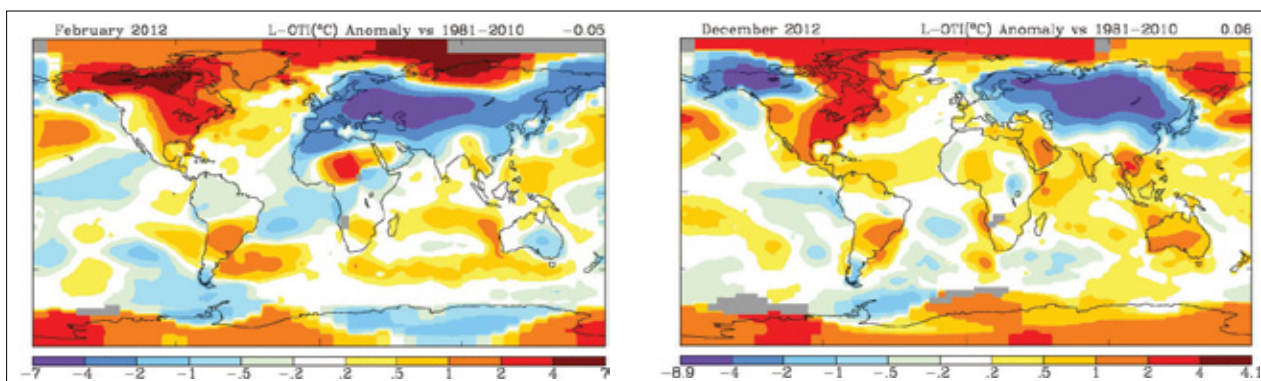 February 2012 L-OTI(°C) Anomaly vs 1981-2010 -0.05
-7 -4 -2 -1 -.5 -.2 .2 .5 1 2 4 7
December 2012 L-OTI(°C) Anomaly vs 1981-2010 0.06
-8.9 -4 -2 -1 -.5 -.2 .2 .5 1 2 4 4.1